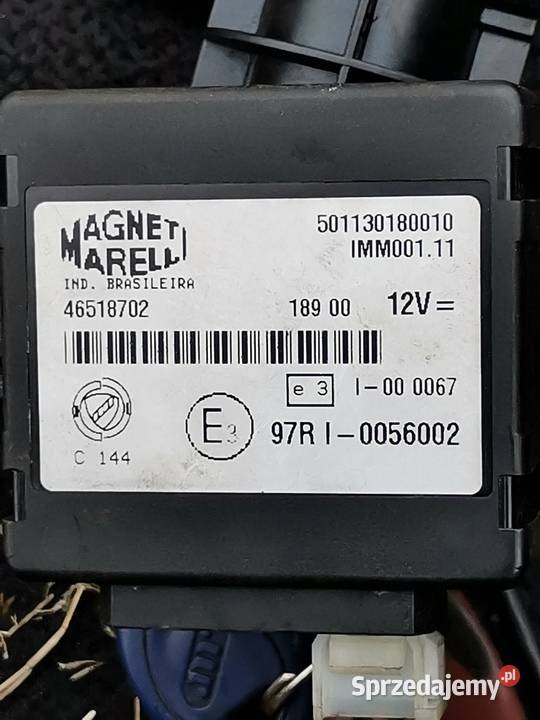 MAGNETI
MARELLI
IND. BRASILEIRA
501130180010
IMM001.11
46518702
189 00
12V =
e 3
I-00 0067
E3
97R I-0056002
C 144
Sprzedajemy.pl